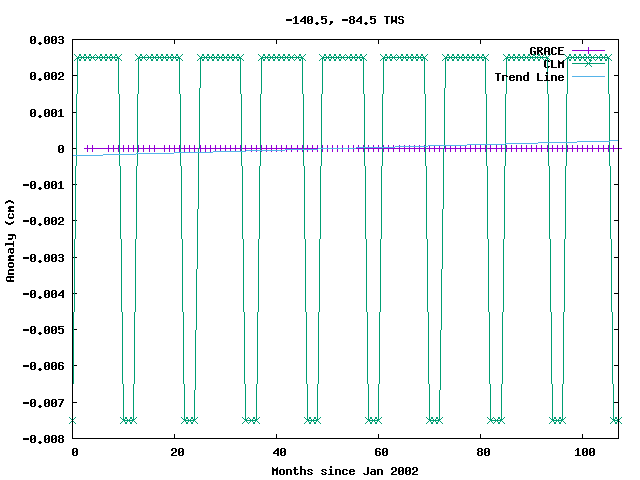 -140.5, -84.5 TWS
GRACE
CLM
Trend Line
0.003
0.002
0.001
0
-0.001
-0.002
-0.003
-0.004
-0.005
-0.006
-0.007
-0.008
Anomaly (cm)
0 20 40 60 80 100
Months since Jan 2002